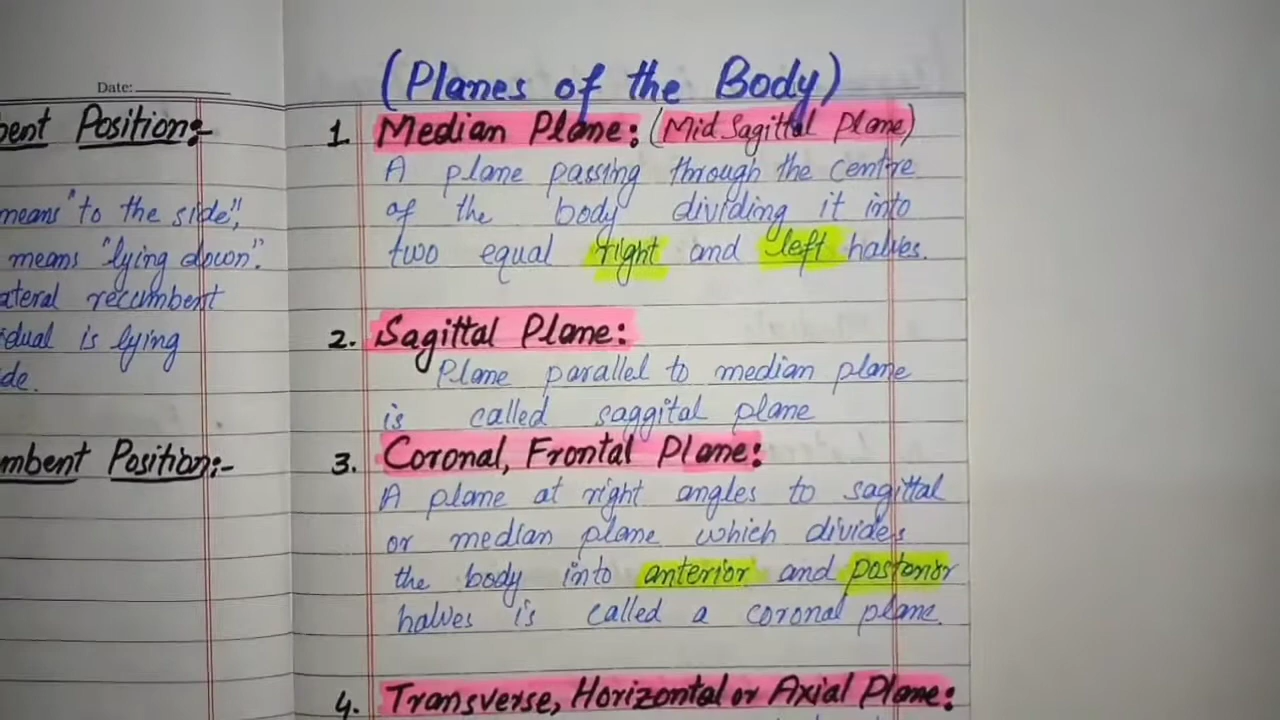 Date:
bent Position:-
means "to the side",
means "lying down".
ateral recumbent
idual is lying
de.
mbent Position:-
(Planes of the Body)
1. Median Plane: (Mid Sagittal Plane)
A plane passing through the centre
of the body dividing it into
two equal right and left halves.
2. Sagittal Plane:
Plane parallel to median plane
is called saggital plane
3. Coronal, Frontal Plane:
A plane at right angles to sagittal
or median plane which divides
the body into anterior and posterior
halves is called a coronal plane.
4. Transverse, Horizontal or Axial Plane: